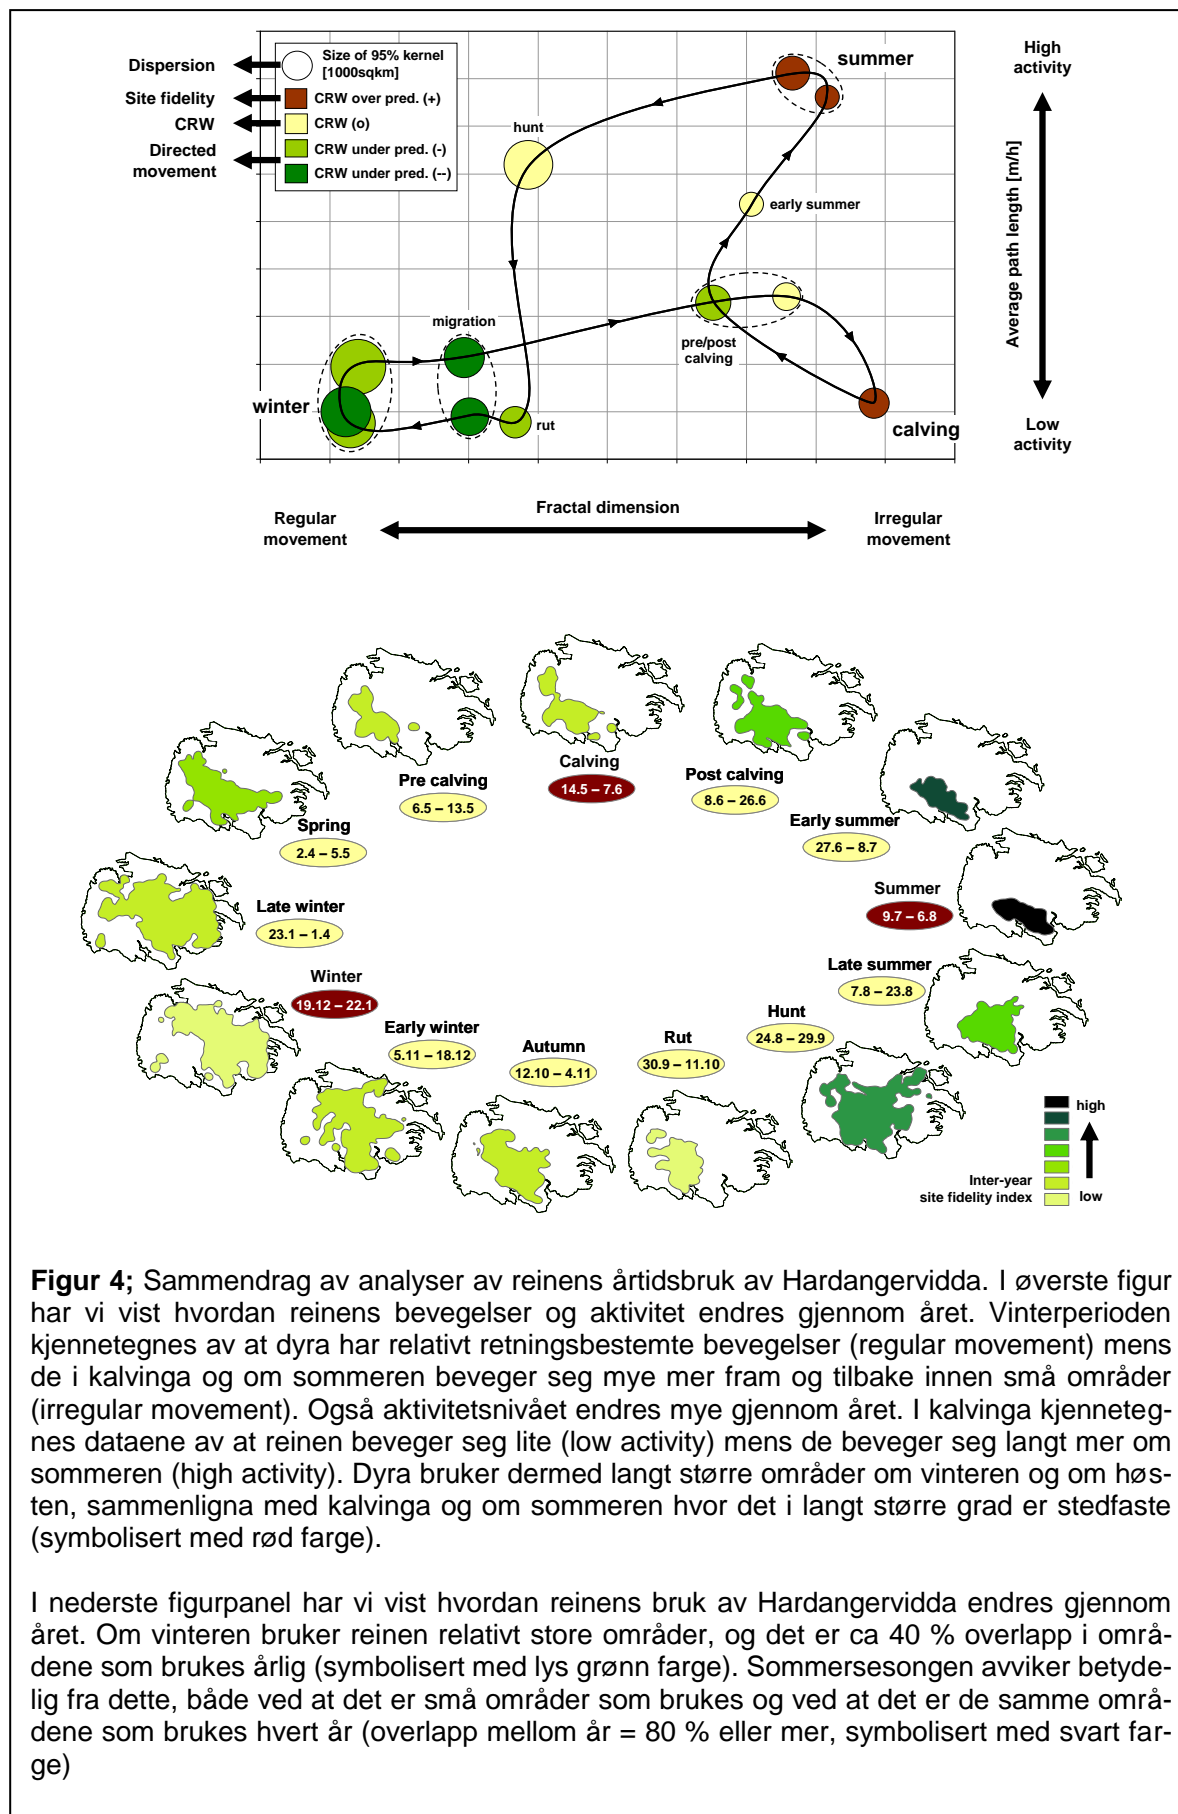 Dispersion
Size of 95% kernel
[1000sqkm]
Site fidelity
CRW over pred. (+)
CRW
CRW (o)
Directed
movement
CRW under pred. (-)
CRW under pred. (--)
summer
hunt
early summer
migration
pre/post
calving
winter
rut
calving
High
activity
Average path length [m/h]
Low
activity
Regular
movement
Fractal dimension
Irregular
movement
Calving
14.5 – 7.6
Pre calving
6.5 – 13.5
Post calving
8.6 – 26.6
Spring
2.4 – 5.5
Early summer
27.6 – 8.7
Late winter
23.1 – 1.4
Summer
9.7 – 6.8
Winter
19.12 – 22.1
Late summer
7.8 – 23.8
Early winter
5.11 – 18.12
Autumn
12.10 – 4.11
Rut
30.9 – 11.10
Hunt
24.8 – 29.9
high
Inter-year
site fidelity index
low
Figur 4; Sammendrag av analyser av reinens årtidsbruk av Hardangervidda. I øverste figur
har vi vist hvordan reinens bevegelser og aktivitet endres gjennom året. Vinterperioden
kjennetegnes av at dyra har relativt retningsbestemte bevegelser (regular movement) mens
de i kalvinga og om sommeren beveger seg mye mer fram og tilbake innen små områder
(irregular movement). Også aktivitetsnivået endres mye gjennom året. I kalvinga kjenneteg-
nes dataene av at reinen beveger seg lite (low activity) mens de beveger seg langt mer om
sommeren (high activity). Dyra bruker dermed langt større områder om vinteren og om høs-
ten, sammenligna med kalvinga og om sommeren hvor det i langt større grad er stedfaste
(symbolisert med rød farge).
I nederste figurpanel har vi vist hvordan reinens bruk av Hardangervidda endres gjennom
året. Om vinteren bruker reinen relativt store områder, og det er ca 40 % overlapp i områ-
dene som brukes årlig (symbolisert med lys grønn farge). Sommersesongen avviker betyde-
lig fra dette, både ved at det er små områder som brukes og ved at det er de samme områ-
dene som brukes hvert år (overlapp mellom år = 80 % eller mer, symbolisert med svart far-
ge)